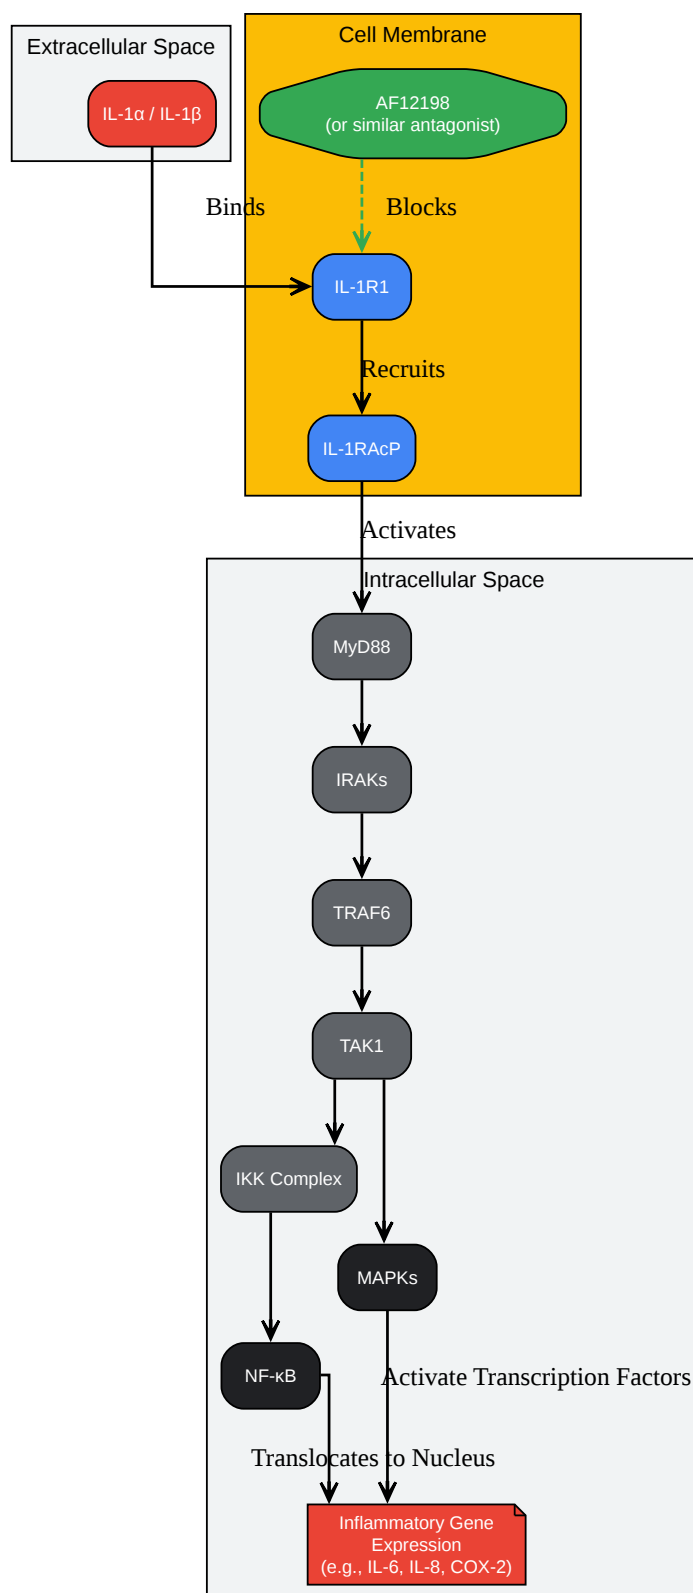 Extracellular Space
Cell Membrane
IL-1α / IL-1β
AF12198
(or similar antagonist)
Binds
Blocks
IL-1R1
Recruits
IL-1RAcP
Activates
Intracellular Space
MyD88
IRAKs
TRAF6
TAK1
IKK Complex
MAPKs
NF-κB
Activate Transcription Factors
Translocates to Nucleus
Inflammatory Gene
Expression
(e.g., IL-6, IL-8, COX-2)